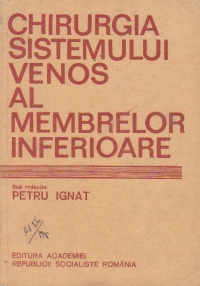 CHIRURGIA
SISTEMULUI
VENOS
AL
MEMBRELOR
INFERIOARE
Sub redacția:
PETRU IGNAT
EDITURA ACADEMIEI
REPUBLICII SOCIALISTE ROMÂNIA